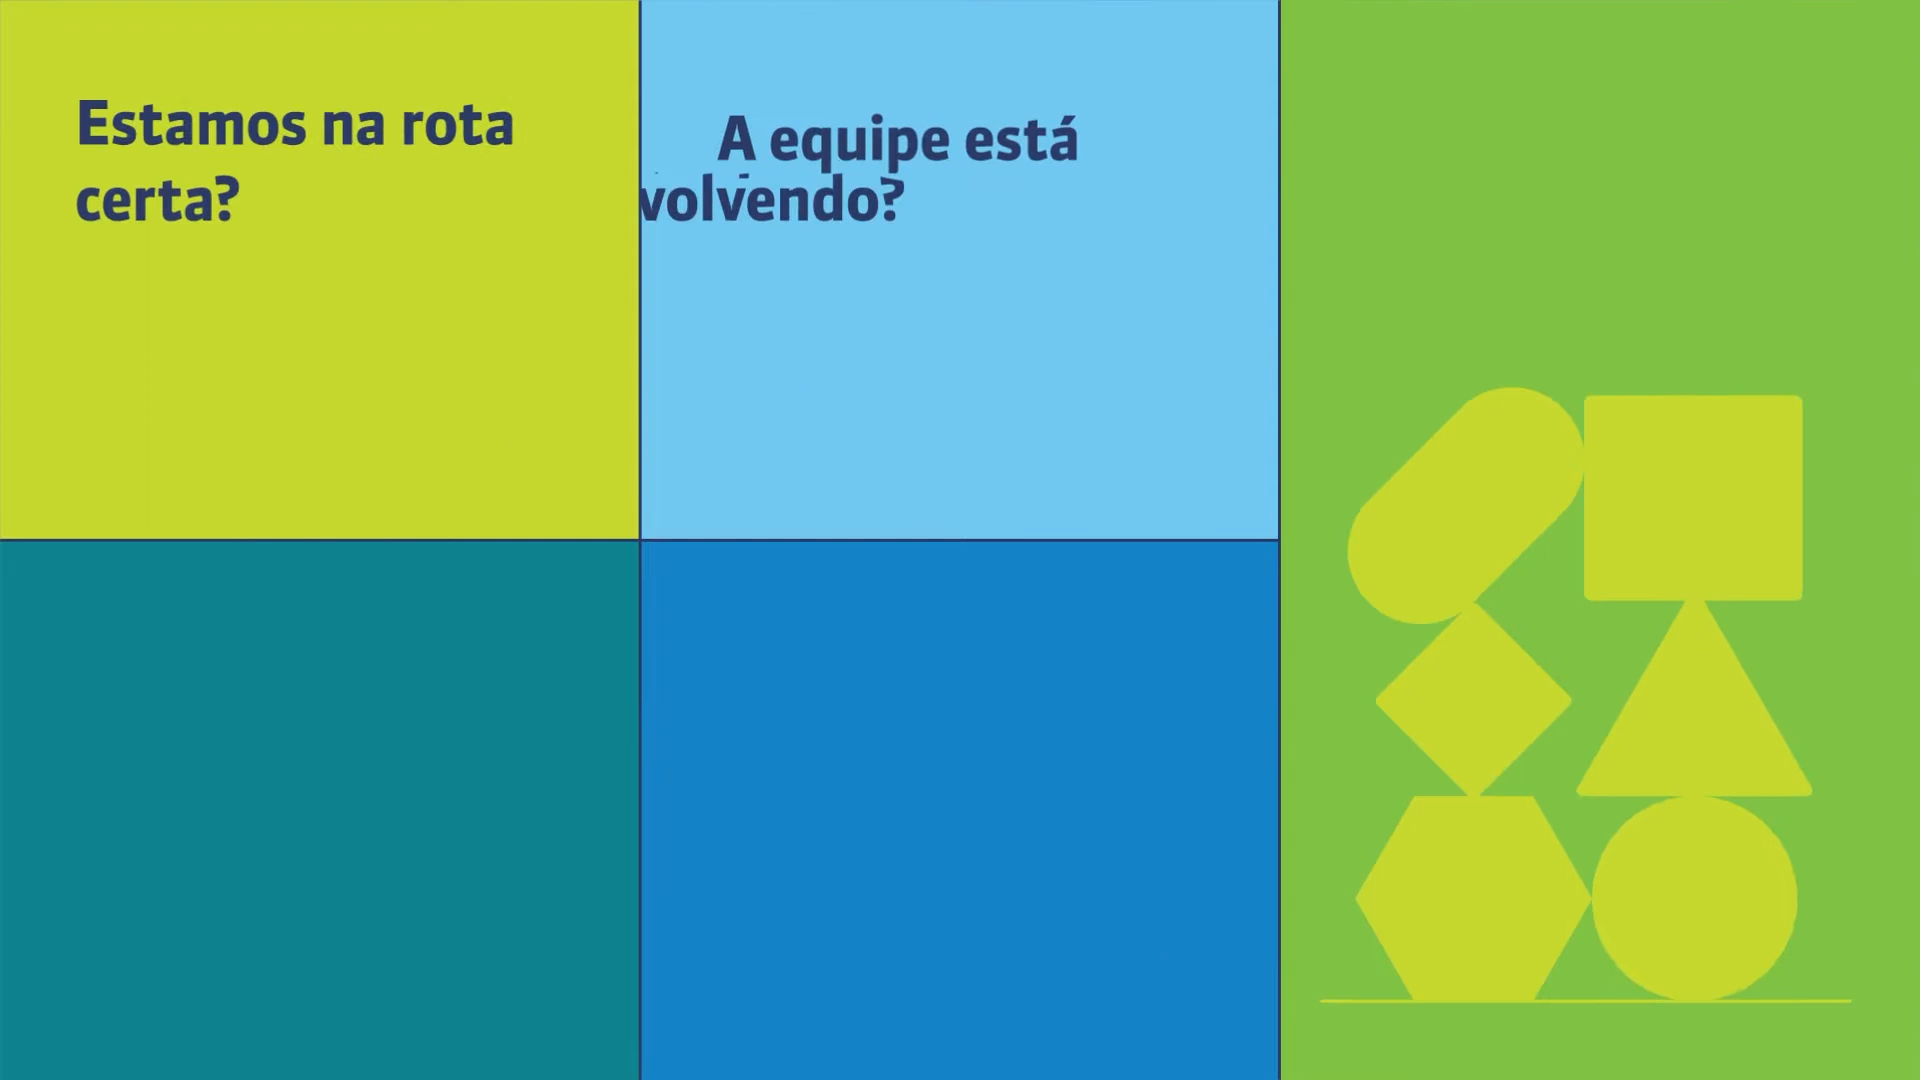 Estamos na rota
certa?
A equipe está
volvendo?